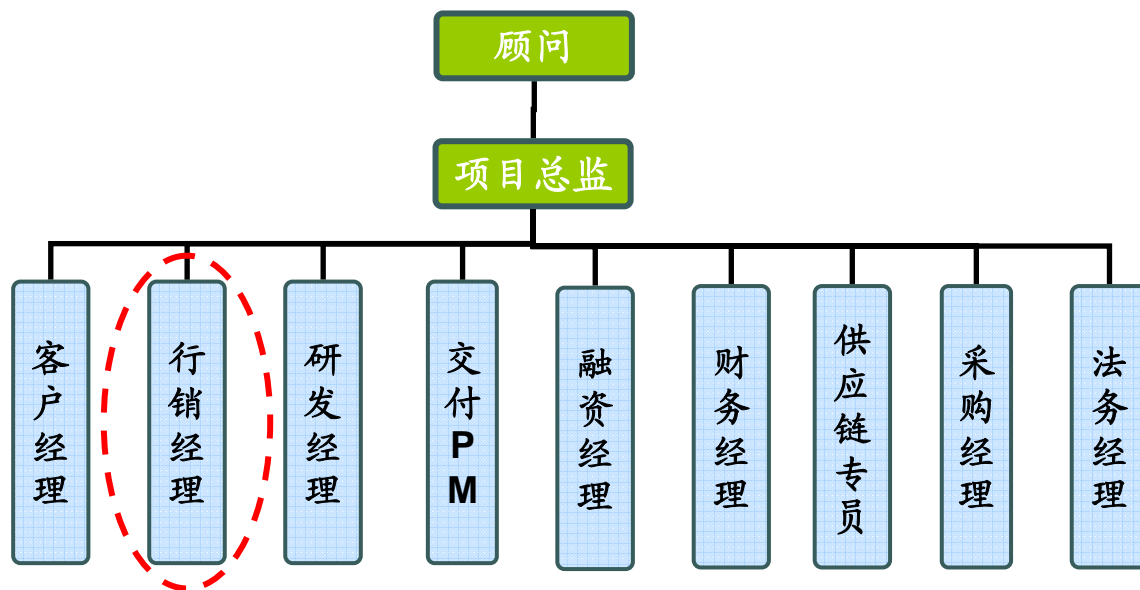 顾问
项目总监
客户经理
行销经理
研发经理
交付PM
融资经理
财务经理
供应链专员
采购经理
法务经理